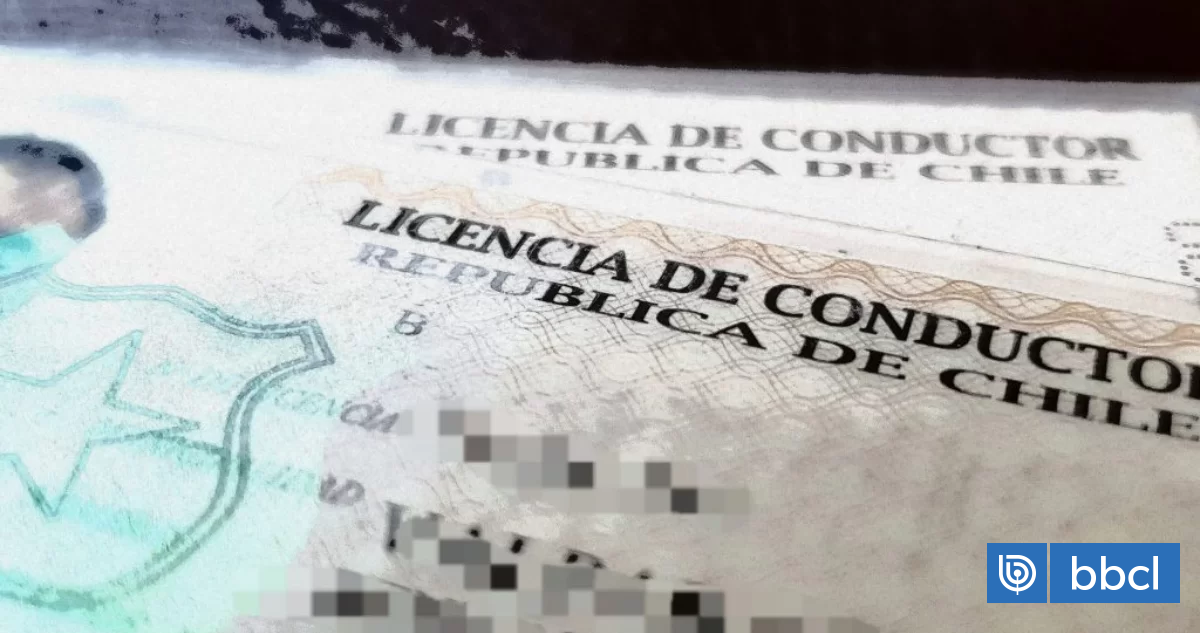 LICENCIA DE CONDUCTOR
REPUBLICA DE CHILE
LICENCIA DE CONDUCTOR
REPUBLICA DE CHILE
B
bbcl